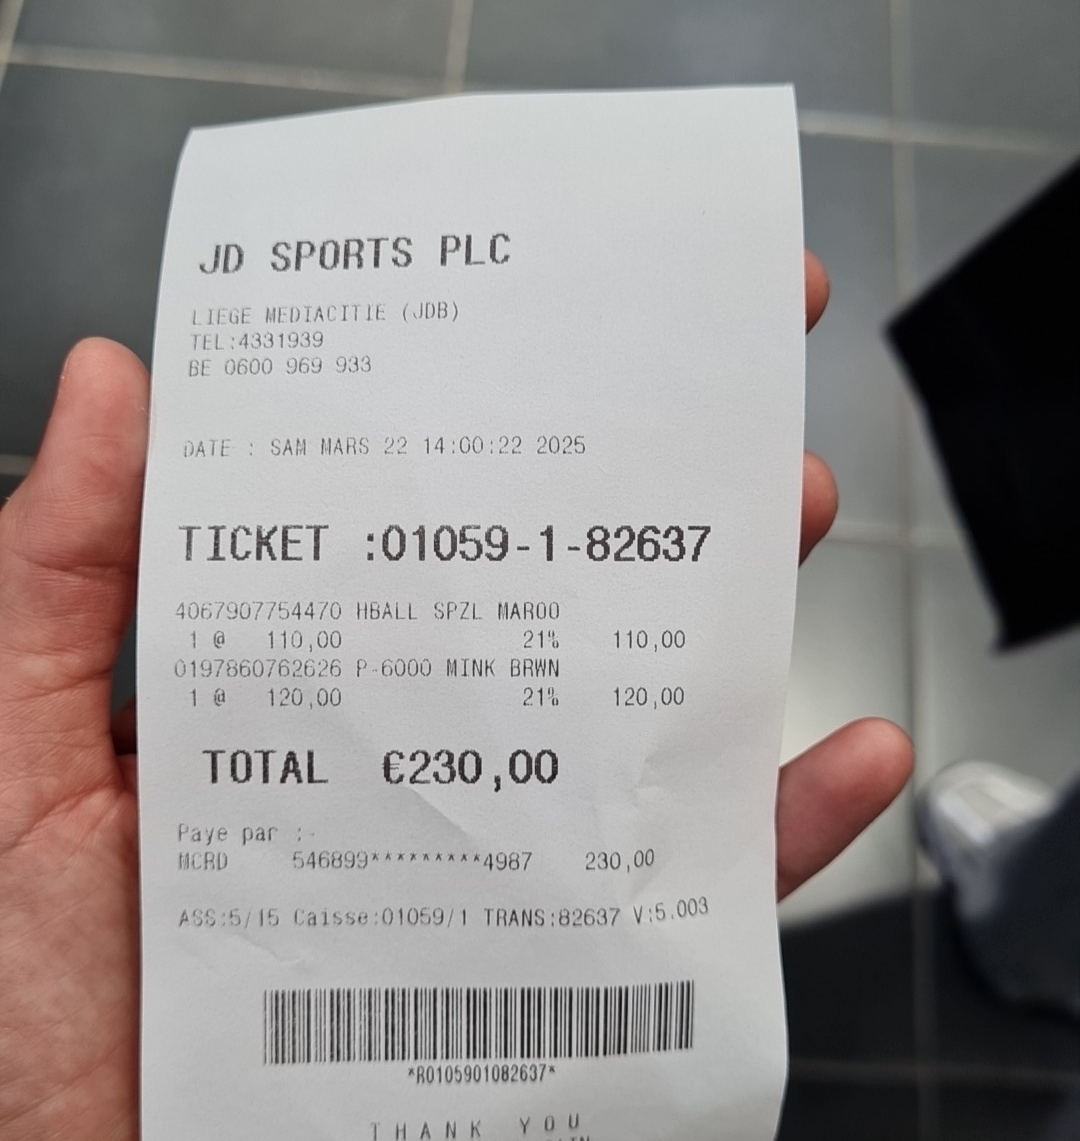 JD SPORTS PLC
LIEGE MEDIACITIE (JDB)
TEL:4331939
BE 0600 969 933
DATE : SAM MARS 22 14:00:22 2025
TICKET :01059-1-82637
4067907754470 HBALL SPZL MAROO
1 @ 110,00 21% 110,00
0197860762626 P-6000 MINK BRWN
1 @ 120,00 21% 120,00
TOTAL €230,00
Paye par :-
MCRD 546899*********4987 230,00
ASS:5/15 Caisse:01059/1 TRANS:82637 V:5.003
*R0105901082637*
THANK YOU